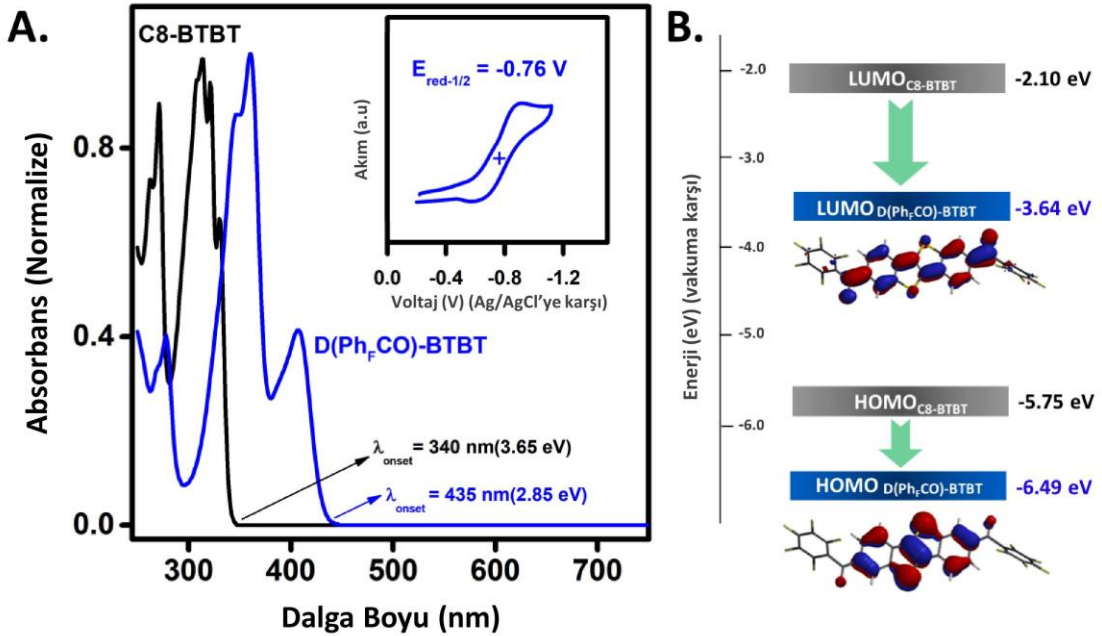 A.
C8-BTBT
E_red-1/2 = -0.76 V
Akım (a.u)
0.0 -0.4 -0.8 -1.2
Voltaj (V) (Ag/AgCl'ye karşı)
D(Ph_FCO)-BTBT
λ_onset = 340 nm(3.65 eV)
λ_onset = 435 nm(2.85 eV)
Absorbans (Normalize)
0.8
0.4
0.0
300 400 500 600 700
Dalga Boyu (nm)
B.
Enerji (eV) (vakuma karşı)
-2.0
-3.0
-4.0
-5.0
-6.0
LUMO_C8-BTBT -2.10 eV
LUMO_D(Ph_FCO)-BTBT -3.64 eV
HOMO_C8-BTBT -5.75 eV
HOMO_D(Ph_FCO)-BTBT -6.49 eV